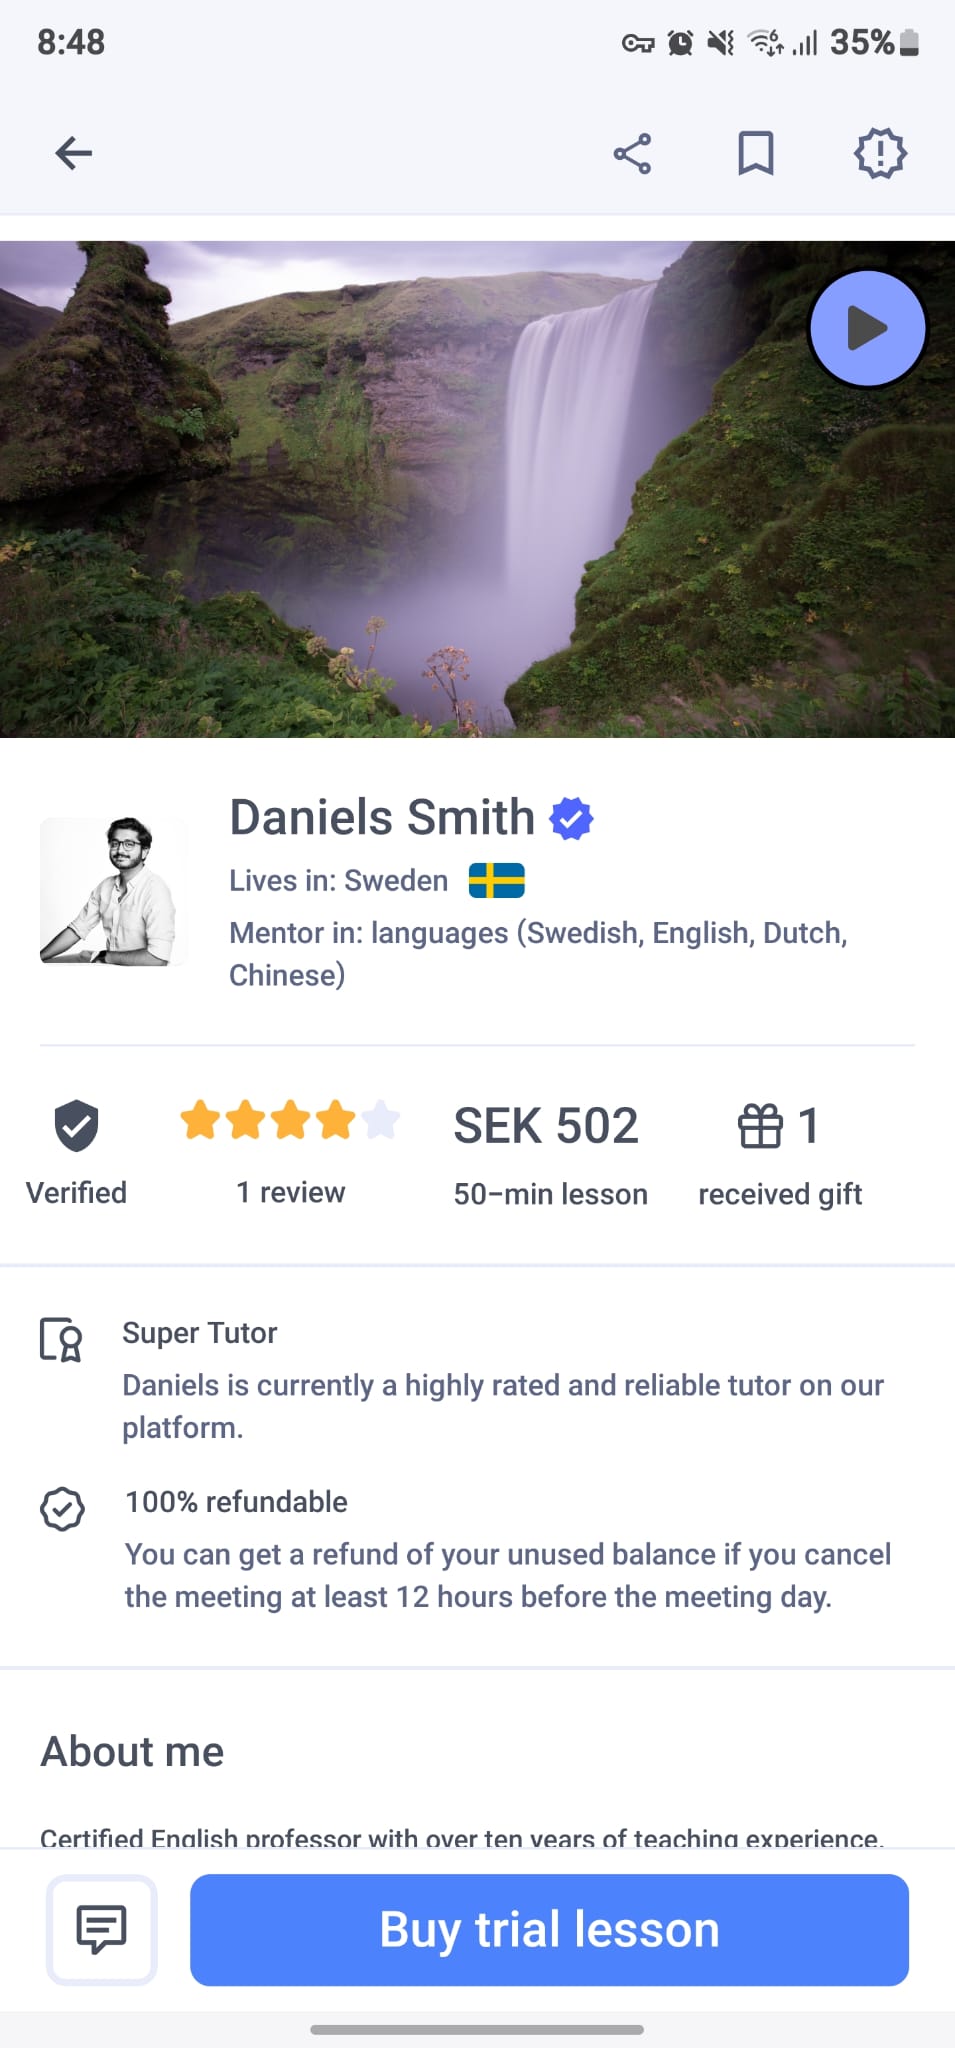 8:48
6
35%
Daniels Smith
Lives in: Sweden
Mentor in: languages (Swedish, English, Dutch,
Chinese)
Verified
1 review
SEK 502
50-min lesson
1
received gift
Super Tutor
Daniels is currently a highly rated and reliable tutor on our
platform.
100% refundable
You can get a refund of your unused balance if you cancel
the meeting at least 12 hours before the meeting day.
About me
Certified English professor with over ten years of teaching experience.
Buy trial lesson